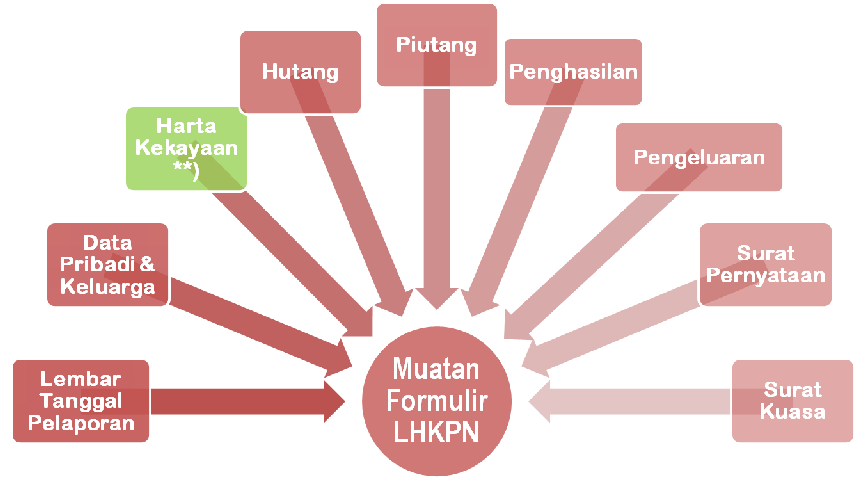 Piutang
Hutang
Penghasilan
Harta
Kekayaan
**)
Pengeluaran
Data
Pribadi &
Keluarga
Surat
Pernyataan
Lembar
Tanggal
Pelaporan
Muatan
Formulir
LHKPN
Surat
Kuasa